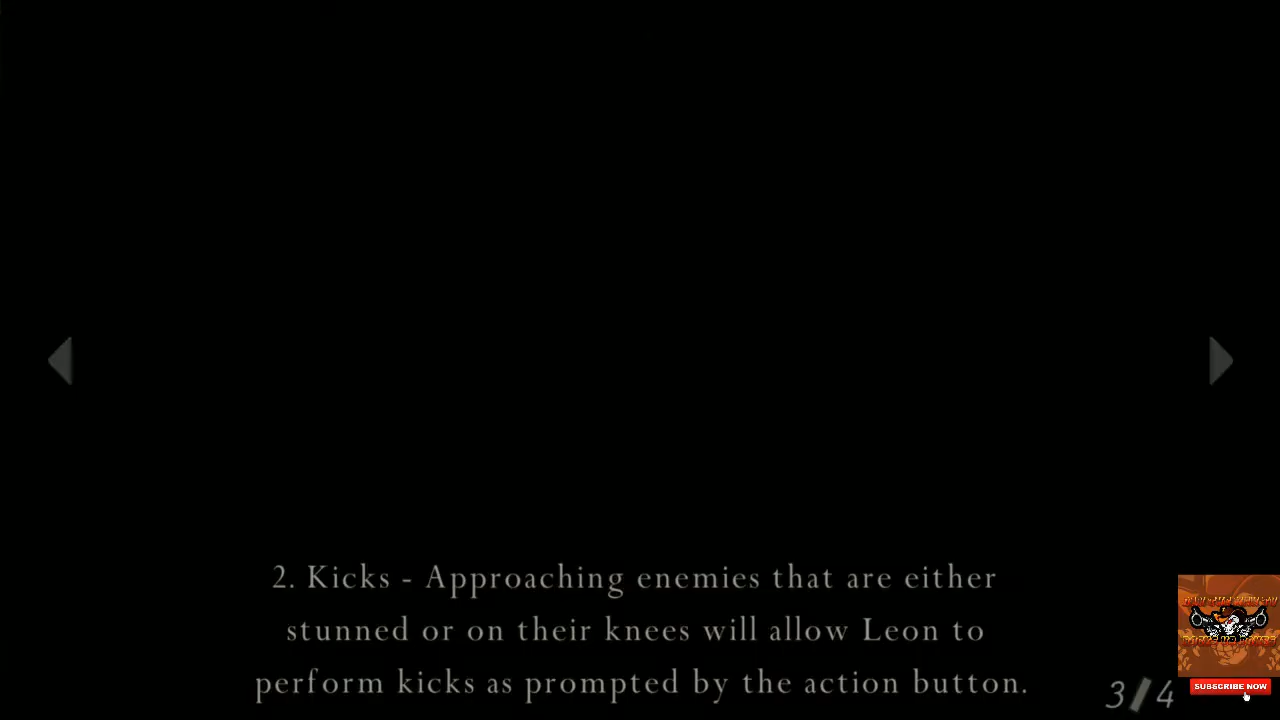 2. Kicks - Approaching enemies that are either
stunned or on their knees will allow Leon to
perform kicks as prompted by the action button.
3/4
SUBSCRIBE NOW